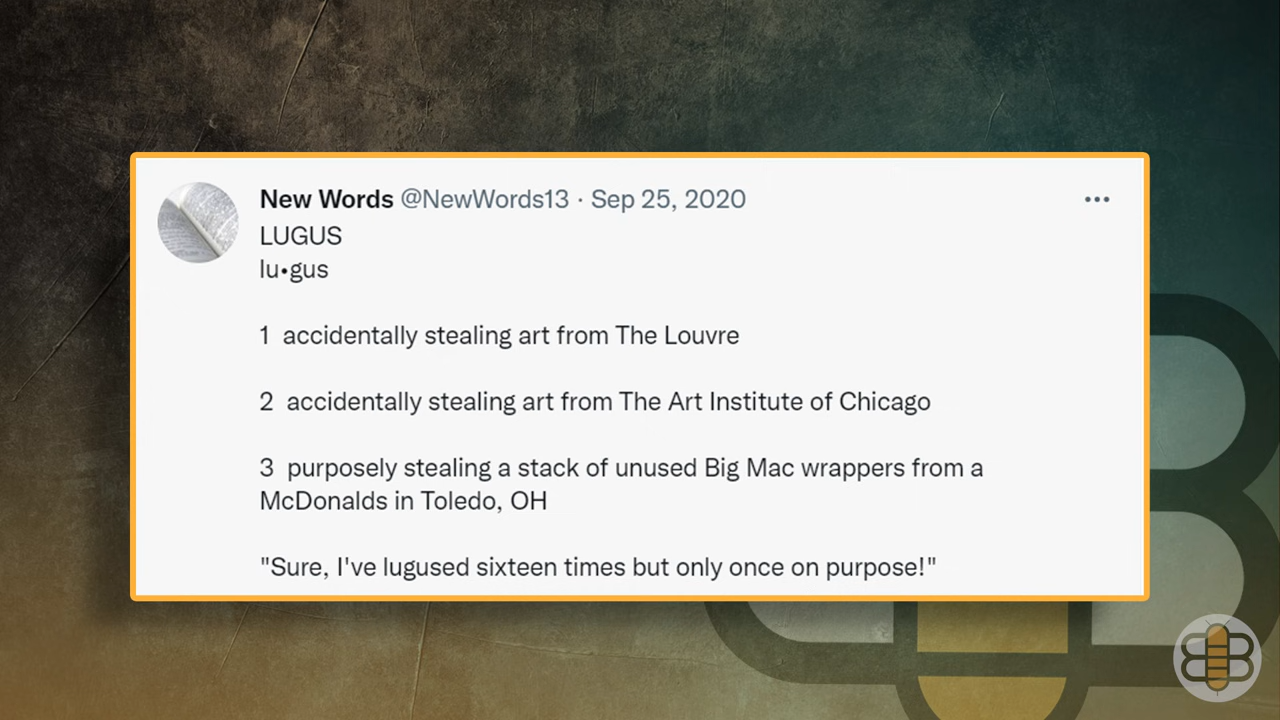 New Words @NewWords13 · Sep 25, 2020
LUGUS
lu•gus
1 accidentally stealing art from The Louvre
2 accidentally stealing art from The Art Institute of Chicago
3 purposely stealing a stack of unused Big Mac wrappers from a
McDonalds in Toledo, OH
"Sure, I've lugused sixteen times but only once on purpose!"